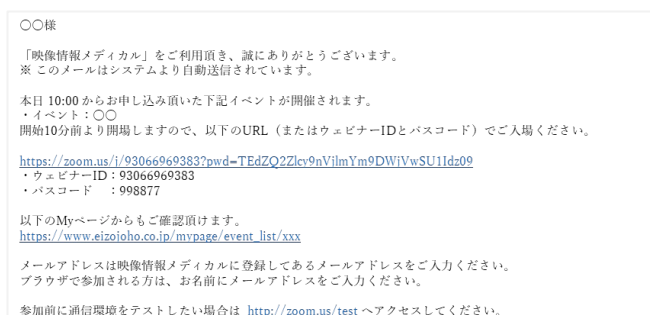 〇〇様
「映像情報メディカル」をご利用頂き、誠にありがとうございます。
※ このメールはシステムより自動送信されています。
本日 10:00 からお申し込み頂いた下記イベントが開催されます。
・イベント：〇〇
開始10分前より開場しますので、以下のURL（またはウェビナーIDとパスコード）でご入場ください。
https://zoom.us/j/93066969383?pwd=TEdZQ2Zlcv9nVjlmYm9DWjVwSU1Idz09
・ウェビナーID：93066969383
・パスコード　：998877
以下のMyページからもご確認頂けます。
https://www.eizojoho.co.jp/mypage/event_list/xxx
メールアドレスは映像情報メディカルに登録してあるメールアドレスをご入力ください。
ブラウザで参加される方は、お名前にメールアドレスをご入力ください。
参加前に通信環境をテストしたい場合は http://zoom.us/test へアクセスしてください。